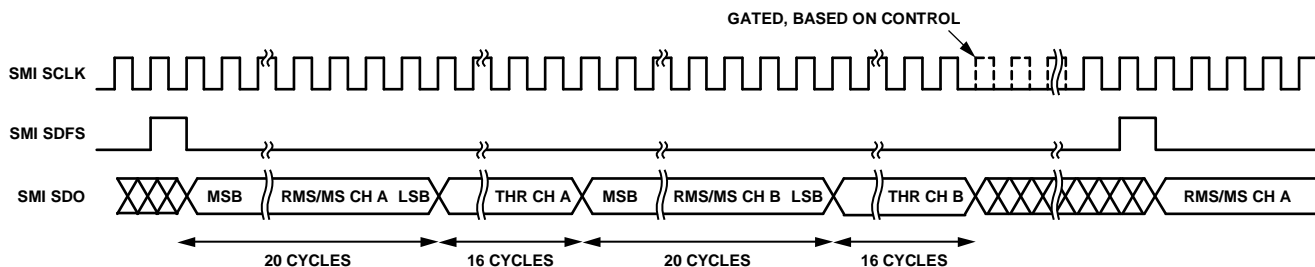 GATED, BASED ON CONTROL
SMI SCLK
SMI SDFS
SMI SDO
MSB RMS/MS CH A LSB THR CH A MSB RMS/MS CH B LSB THR CH B RMS/MS CH A
20 CYCLES 16 CYCLES 20 CYCLES 16 CYCLES